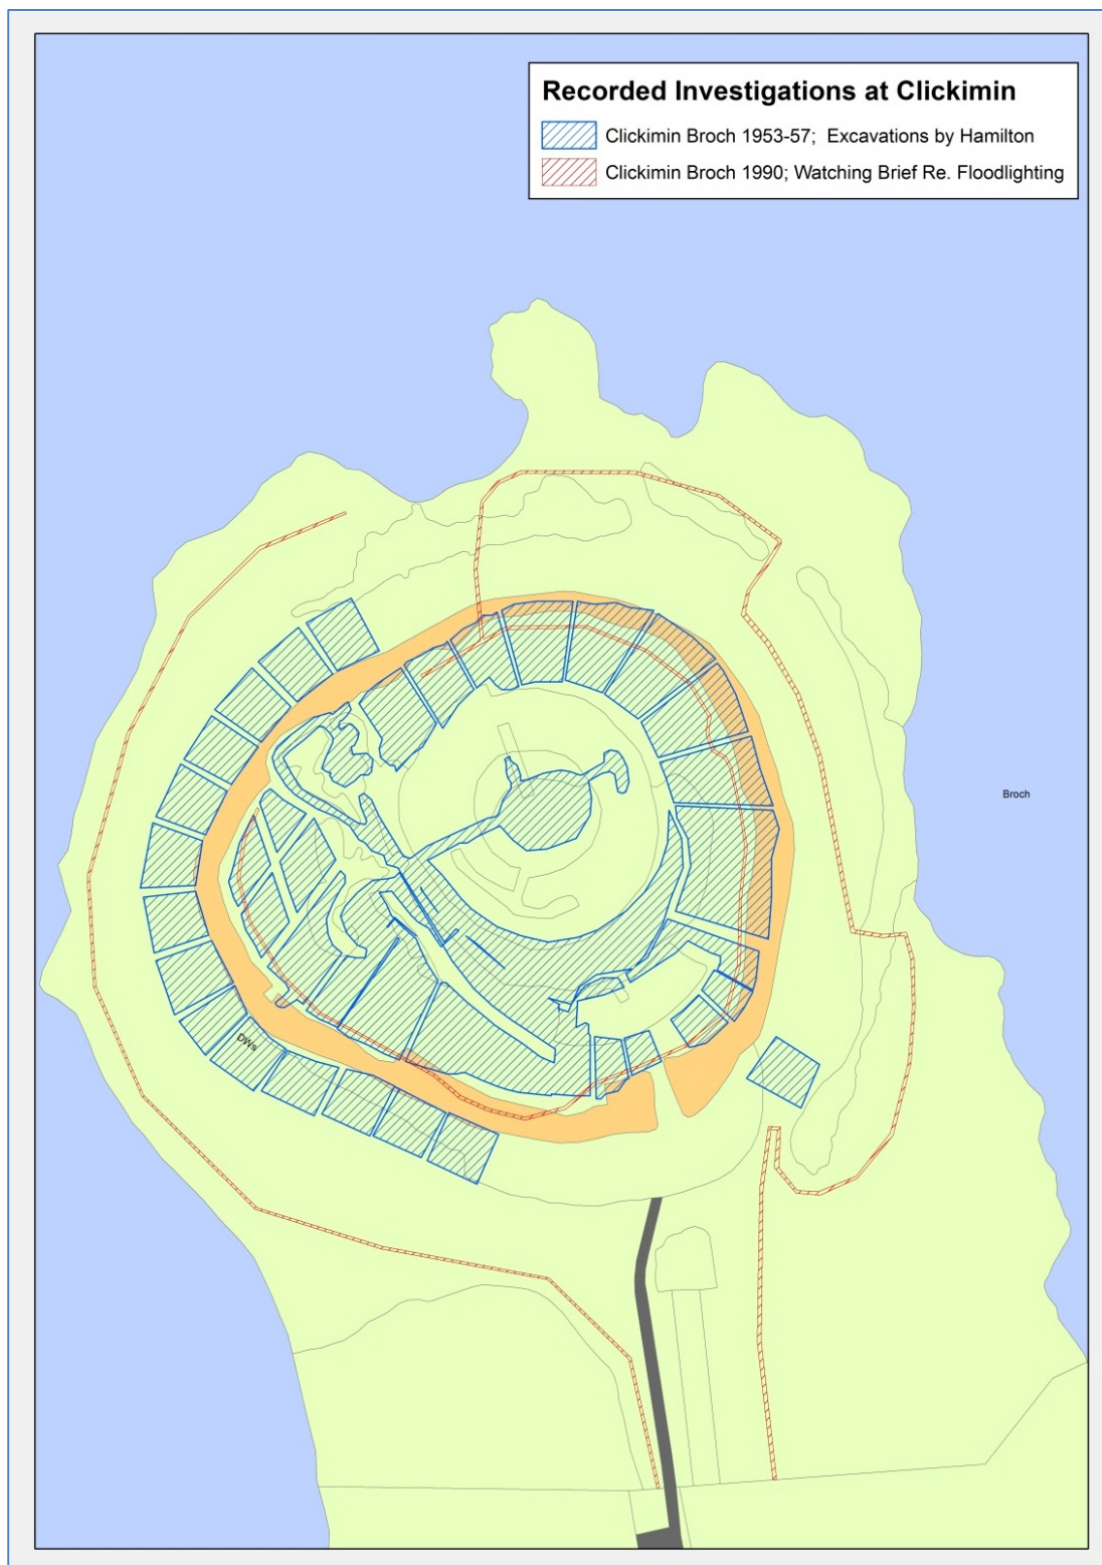 Recorded Investigations at Clickimin
Clickimin Broch 1953-57; Excavations by Hamilton
Clickimin Broch 1990; Watching Brief Re. Floodlighting
Broch
DWs